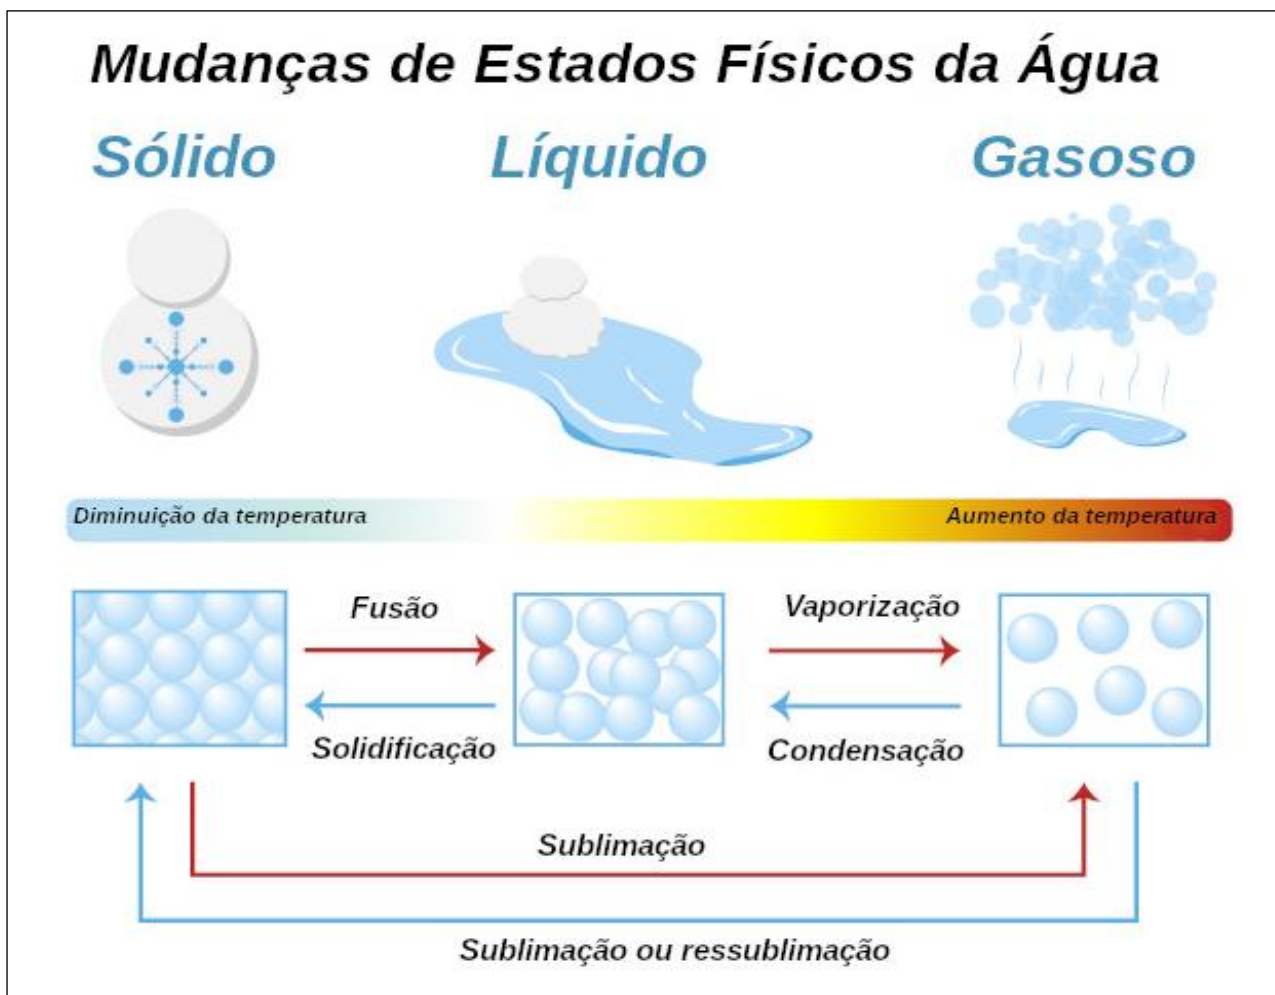 Mudanças de Estados Físicos da Água
Sólido
Líquido
Gasoso
Diminuição da temperatura
Aumento da temperatura
Fusão
Vaporização
Solidificação
Condensação
Sublimação
Sublimação ou ressublimação